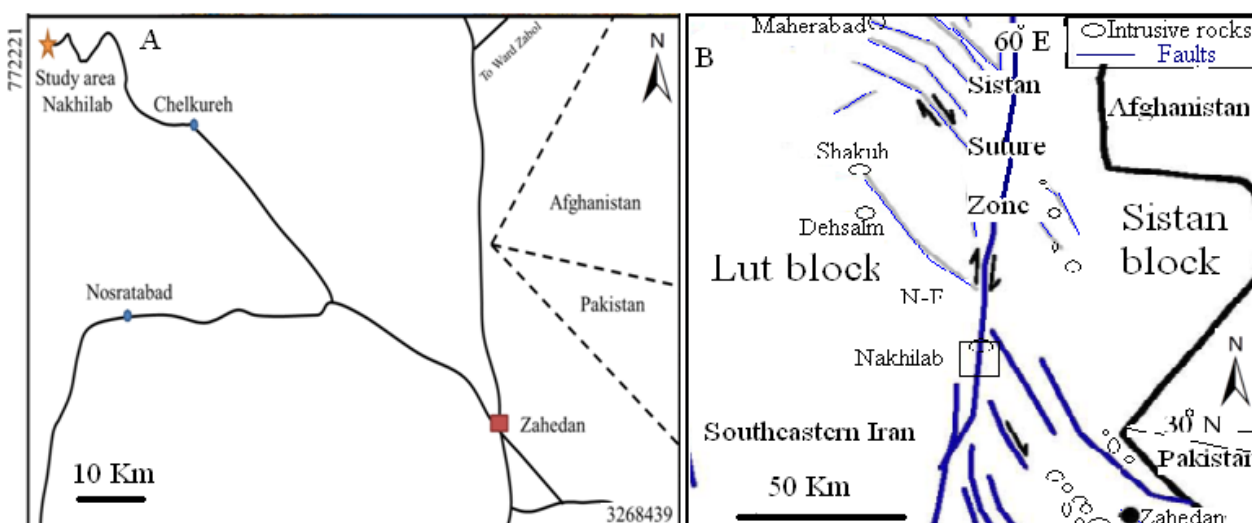 772221
A
Study area
Nakhilab
Chelkureh
To Ward Zabol
N
Afghanistan
Pakistan
Nosratabad
Zahedan
10 Km
3268439
B
Maherabad
60° E
Intrusive rocks
Faults
Sistan
Afghanistan
Shakuh
Suture
Zone
Dehsalm
Sistan
block
Lut block
N-F
Nakhilab
N
Southeastern Iran
30° N
Pakistan
50 Km
Zahedan